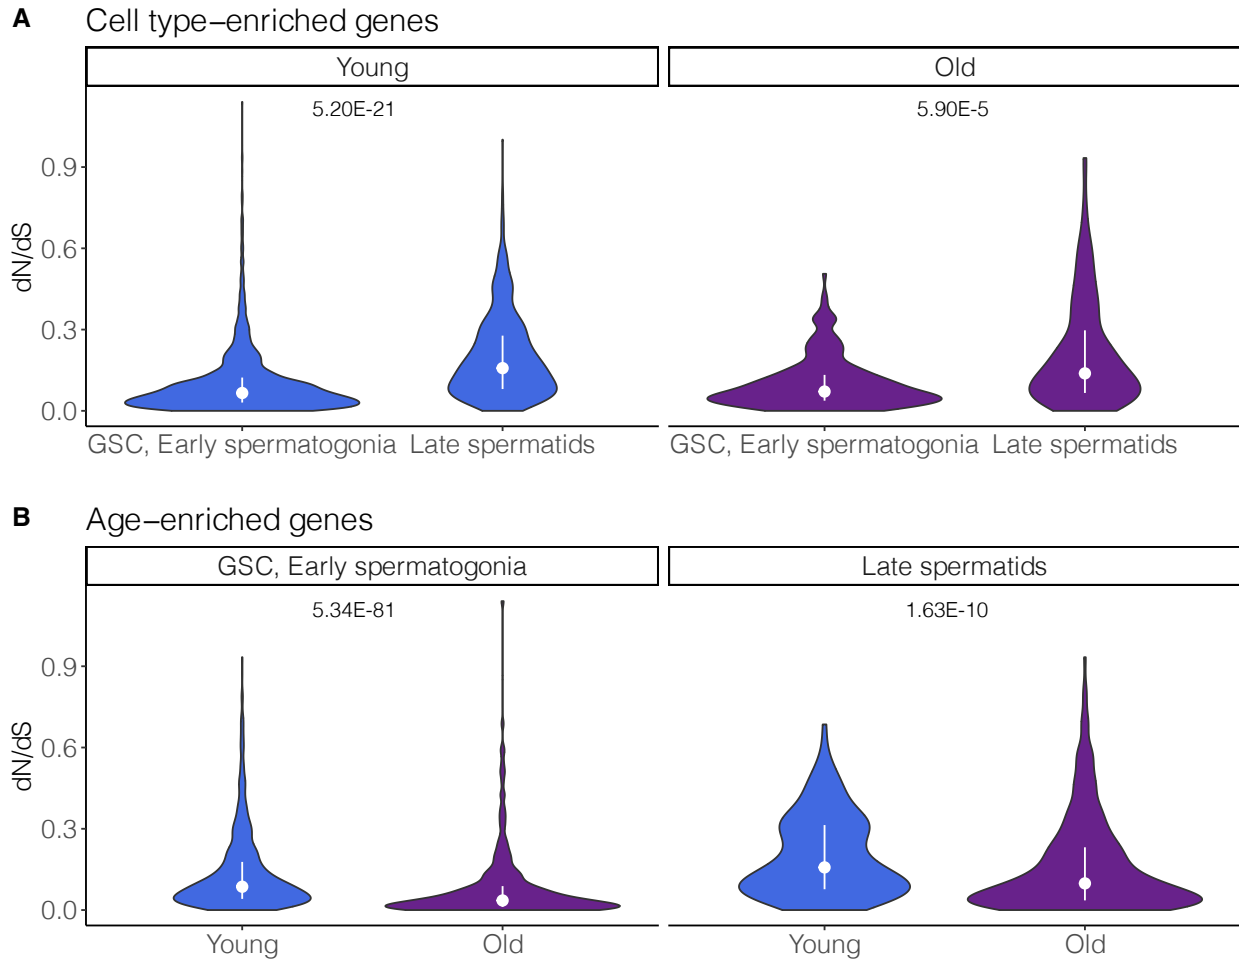 A Cell type–enriched genes
Young Old
5.20E-21 5.90E-5
0.9
0.6
0.3
0.0
dN/dS
GSC, Early spermatogonia Late spermatids GSC, Early spermatogonia Late spermatids
B Age–enriched genes
GSC, Early spermatogonia Late spermatids
5.34E-81 1.63E-10
0.9
0.6
0.3
0.0
dN/dS
Young Old Young Old